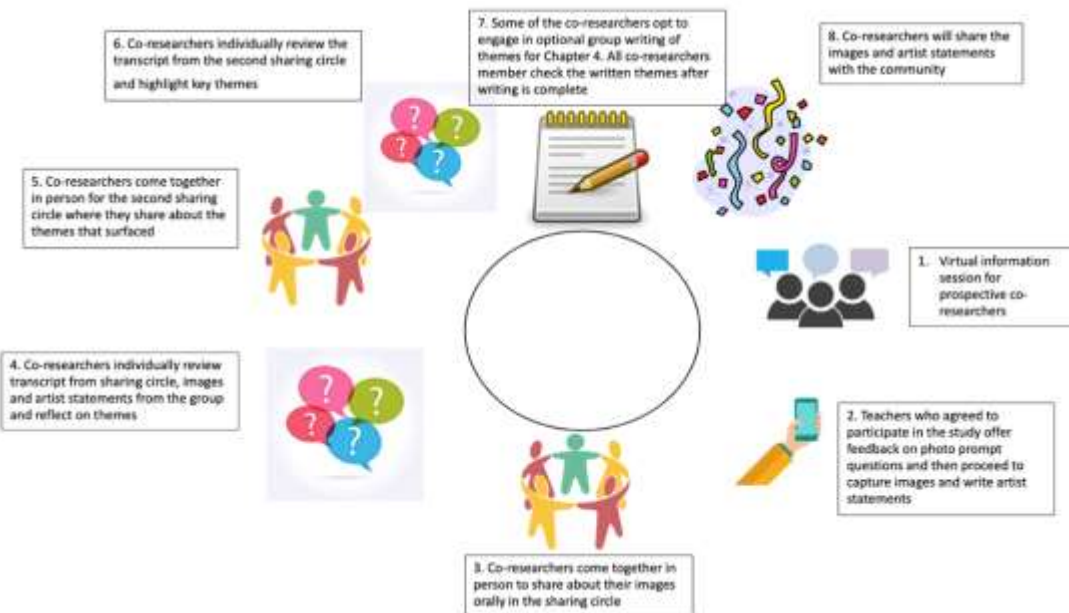 6. Co-researchers individually review the
transcript from the second sharing circle
and highlight key themes
7. Some of the co-researchers opt to
engage in optional group writing of
themes for Chapter 4. All co-researchers
member check the written themes after
writing is complete
8. Co-researchers will share the
images and artist statements
with the community
5. Co-researchers come together
in person for the second sharing
circle where they share about the
themes that surfaced
1. Virtual information
session for
prospective co-
researchers
4. Co-researchers individually review
transcript from sharing circle, images
and artist statements from the group
and reflect on themes
2. Teachers who agreed to
participate in the study offer
feedback on photo prompt
questions and then proceed to
capture images and write artist
statements
3. Co-researchers come together in
person to share about their images
orally in the sharing circle
? ? ? ?
? ? ? ?